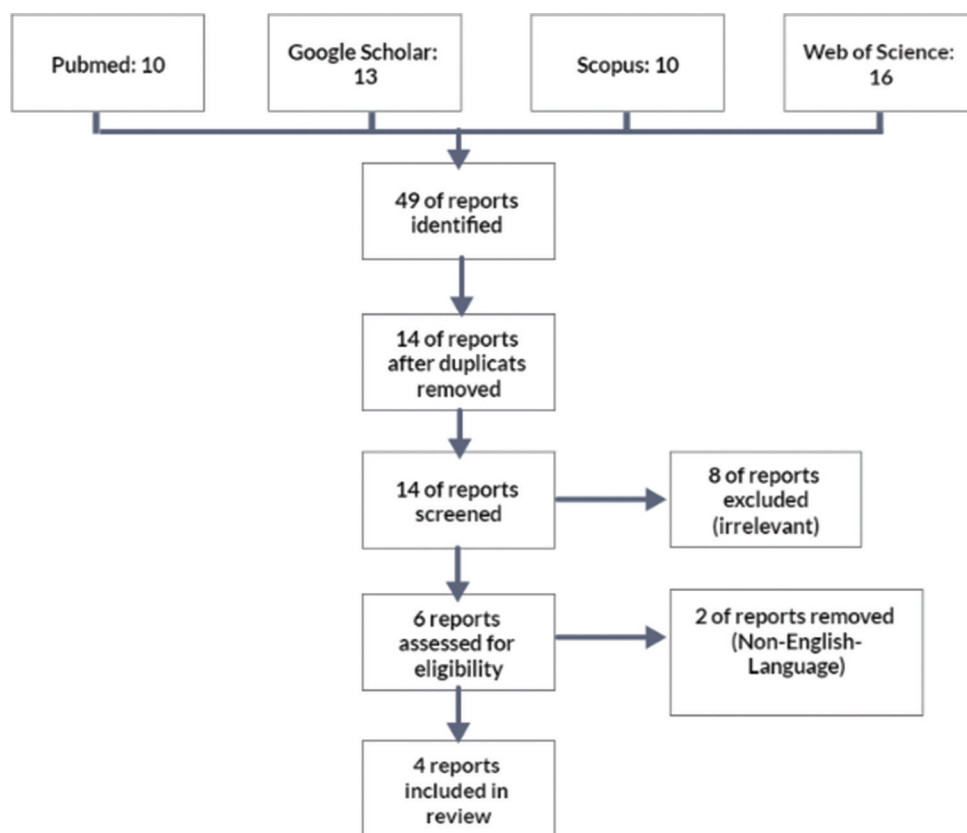 Pubmed: 10
Google Scholar:
13
Scopus: 10
Web of Science:
16
49 of reports
identified
14 of reports
after duplicats
removed
14 of reports
screened
8 of reports
excluded
(irrelevant)
6 reports
assessed for
eligibility
2 of reports removed
(Non-English-
Language)
4 reports
included in
review